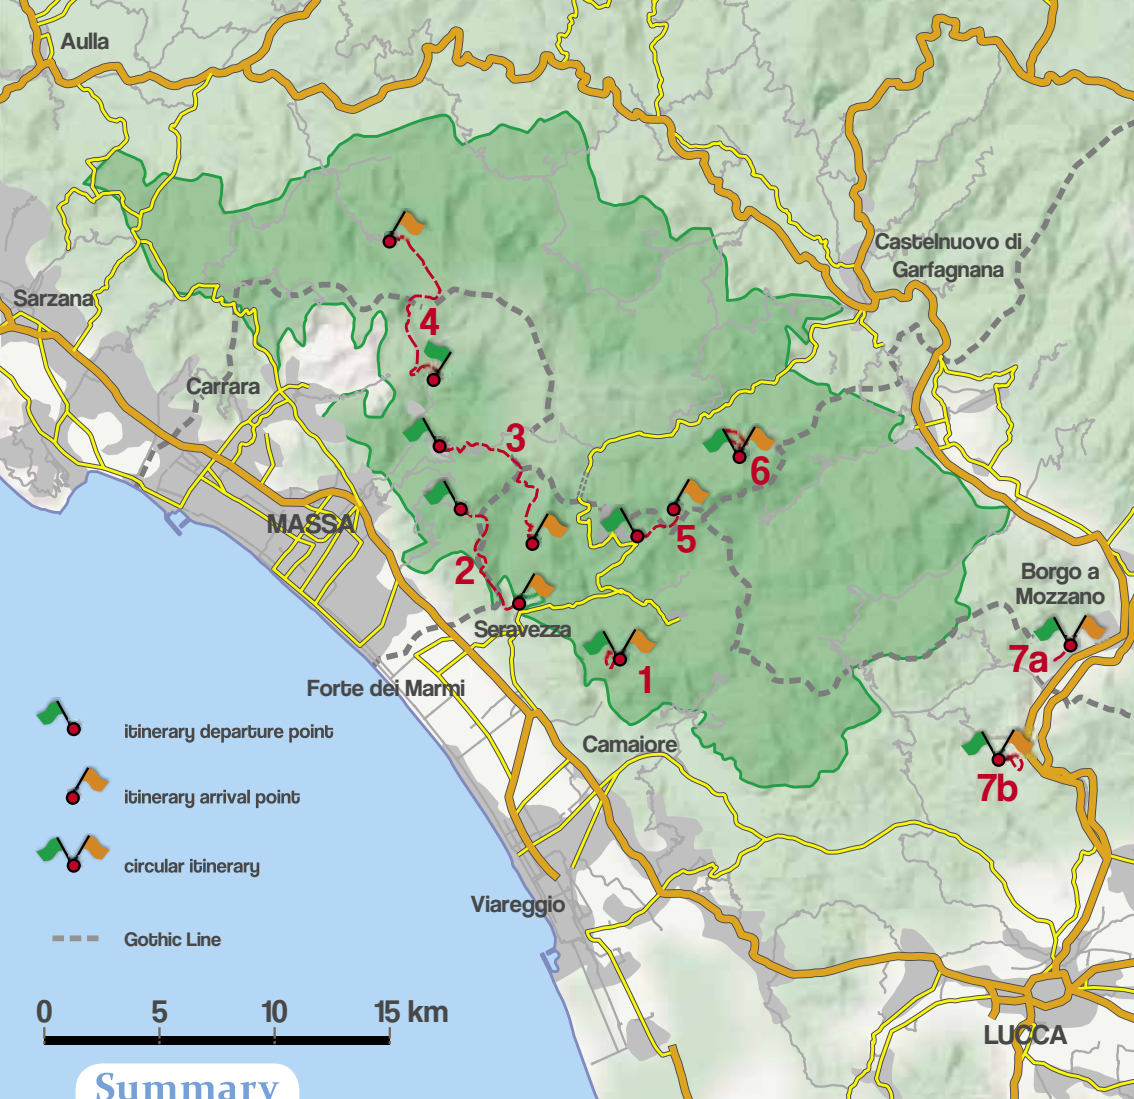 Aulla
Castelnuovo di
Garfagnana
Sarzana
4
Carrara
3
6
MASSA
5
2
Borgo a
Mozzano
Seravezza
7a
1
Forte dei Marmi
itinerary departure point
Camaiore
7b
itinerary arrival point
circular itinerary
Viareggio
Gothic Line
0 5 10 15 km
LUCCA
Summary